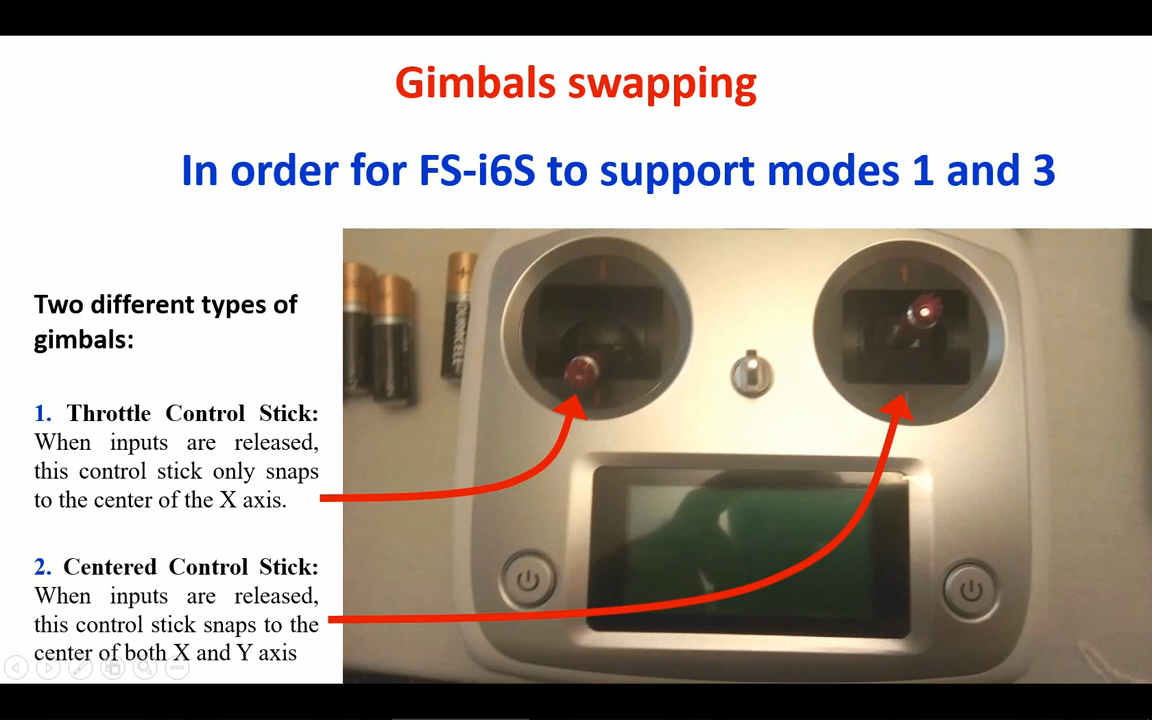 Gimbals swapping
In order for FS-i6S to support modes 1 and 3
Two different types of
gimbals:
1. Throttle Control Stick:
When inputs are released,
this control stick only snaps
to the center of the X axis.
2. Centered Control Stick:
When inputs are released,
this control stick snaps to the
center of both X and Y axis
DURACELL